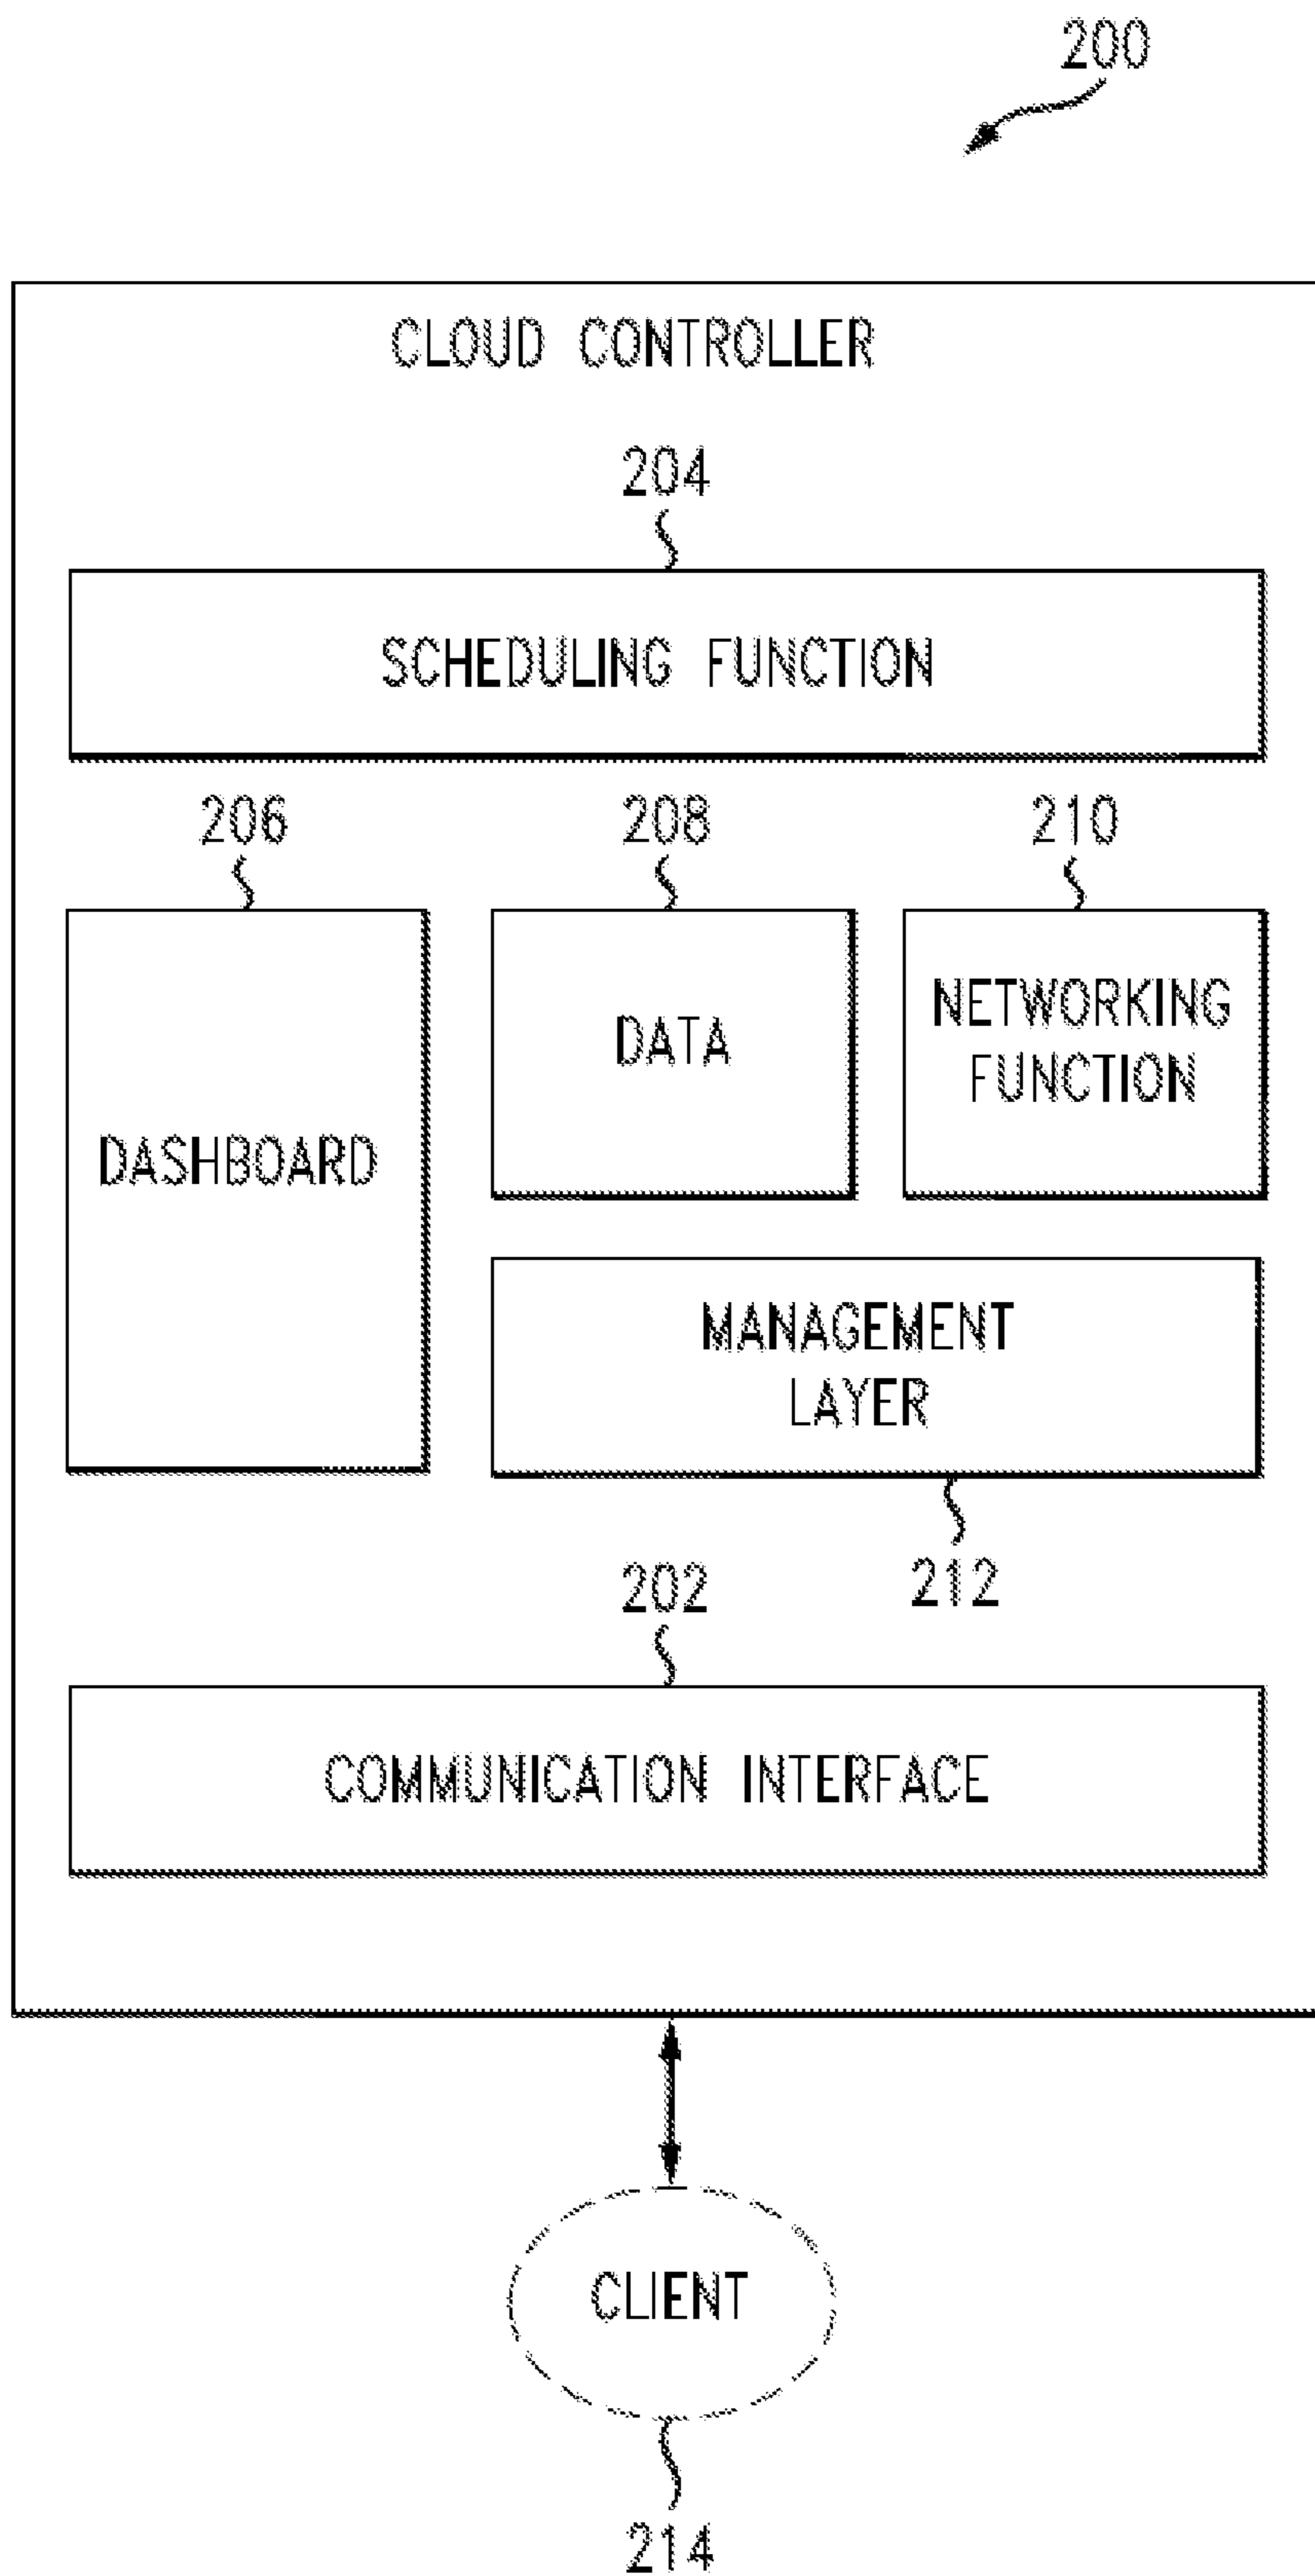 200
CLOUD CONTROLLER
204
SCHEDULING FUNCTION
206
208
210
DASHBOARD
DATA
NETWORKING
FUNCTION
MANAGEMENT
LAYER
212
202
COMMUNICATION INTERFACE
CLIENT
214